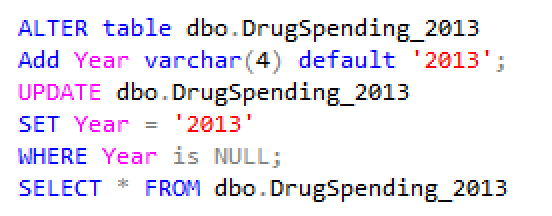 ALTER table dbo.DrugSpending_2013
Add Year varchar(4) default '2013';
UPDATE dbo.DrugSpending_2013
SET Year = '2013'
WHERE Year is NULL;
SELECT * FROM dbo.DrugSpending_2013